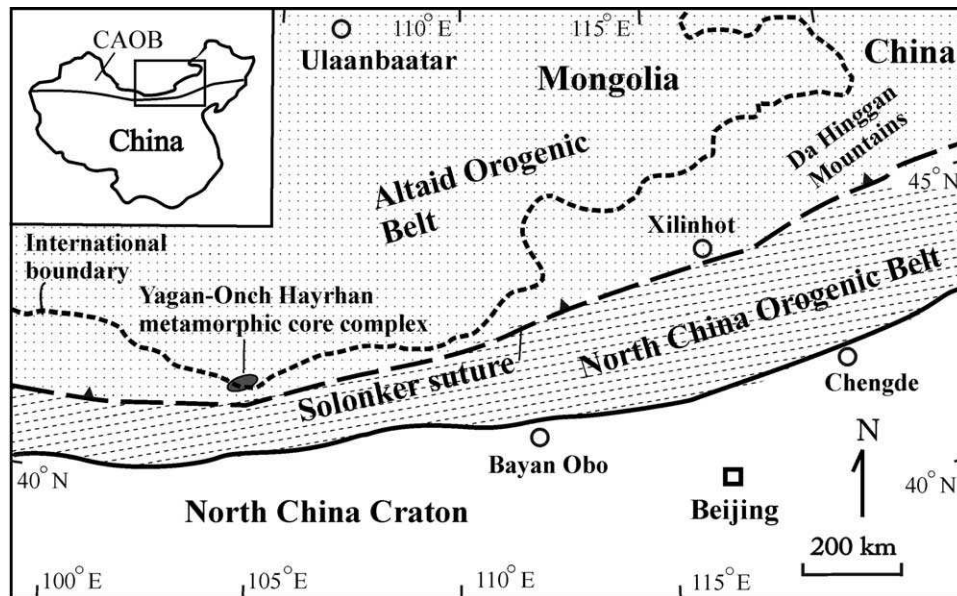 CAOB
China
110°E
115°E
Ulaanbaatar
Mongolia
China
Da Hinggan
Mountains
45°N
Altaid Orogenic
Belt
Xilinhot
International
boundary
Yagan-Onch Hayrhan
metamorphic core complex
North China Orogenic Belt
Solonker suture
Chengde
N
Bayan Obo
40°N
40°N
Beijing
North China Craton
200 km
100°E
105°E
110°E
115°E